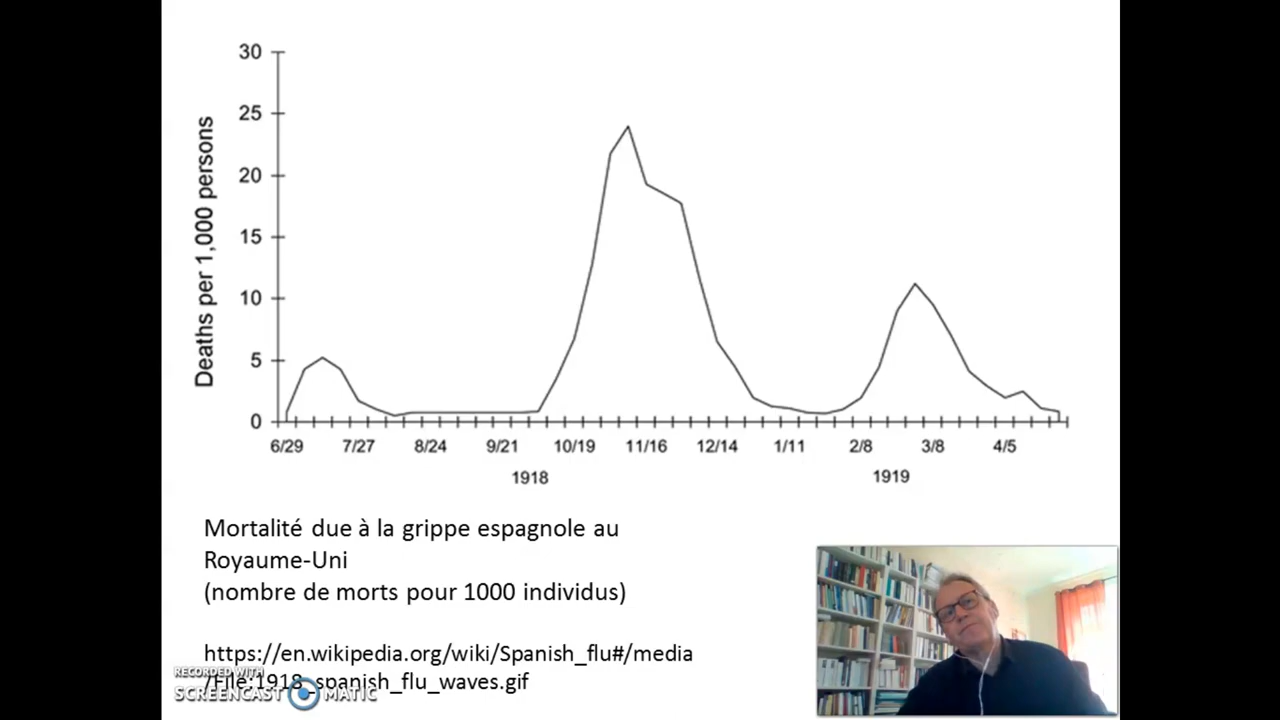 30
25
20
15
10
5
0
Deaths per 1,000 persons
6/29 7/27 8/24 9/21 10/19 11/16 12/14 1/11 2/8 3/8 4/5
1918 1919
Mortalité due à la grippe espagnole au
Royaume-Uni
(nombre de morts pour 1000 individus)
https://en.wikipedia.org/wiki/Spanish_flu#/media
/File:1918_spanish_flu_waves.gif
RECORDED WITH
SCREENCAST MATIC